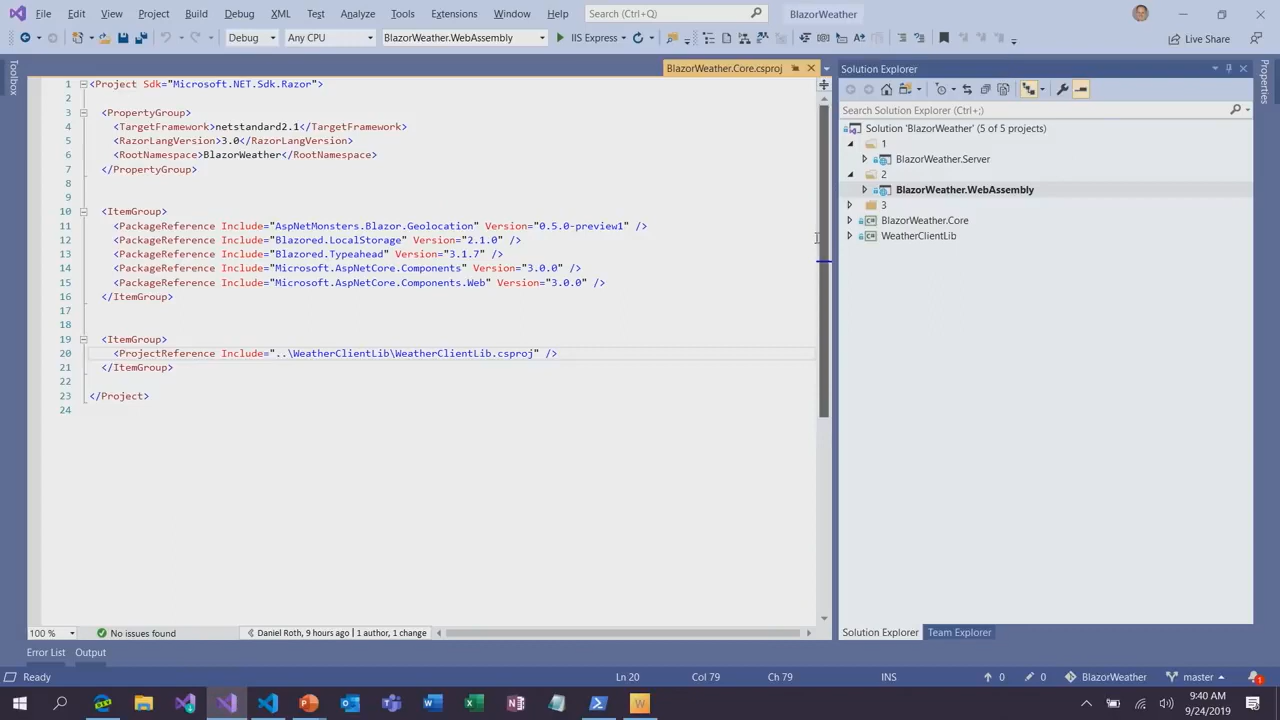 File Edit View Project Build Debug XML Test Analyze Tools Extensions Window Help Search (Ctrl+Q) BlazorWeather
Debug Any CPU BlazorWeather.WebAssembly IIS Express Live Share
Toolbox
BlazorWeather.Core.csproj
1 <Project Sdk="Microsoft.NET.Sdk.Razor">
2
3 <PropertyGroup>
4 <TargetFramework>netstandard2.1</TargetFramework>
5 <RazorLangVersion>3.0</RazorLangVersion>
6 <RootNamespace>BlazorWeather</RootNamespace>
7 </PropertyGroup>
8
9
10 <ItemGroup>
11 <PackageReference Include="AspNetMonsters.Blazor.Geolocation" Version="0.5.0-preview1" />
12 <PackageReference Include="Blazored.LocalStorage" Version="2.1.0" />
13 <PackageReference Include="Blazored.Typeahead" Version="3.1.7" />
14 <PackageReference Include="Microsoft.AspNetCore.Components" Version="3.0.0" />
15 <PackageReference Include="Microsoft.AspNetCore.Components.Web" Version="3.0.0" />
16 </ItemGroup>
17
18
19 <ItemGroup>
20 <ProjectReference Include="..\WeatherClientLib\WeatherClientLib.csproj" />
21 </ItemGroup>
22
23 </Project>
24
100 % No issues found Daniel Roth, 9 hours ago | 1 author, 1 change
Solution Explorer
Search Solution Explorer (Ctrl+;)
Solution 'BlazorWeather' (5 of 5 projects)
1
BlazorWeather.Server
2
BlazorWeather.WebAssembly
3
BlazorWeather.Core
WeatherClientLib
Solution Explorer Team Explorer
Properties
Error List Output
Ready Ln 20 Col 79 Ch 79 INS 0 0 BlazorWeather master 1
9:40 AM
9/24/2019